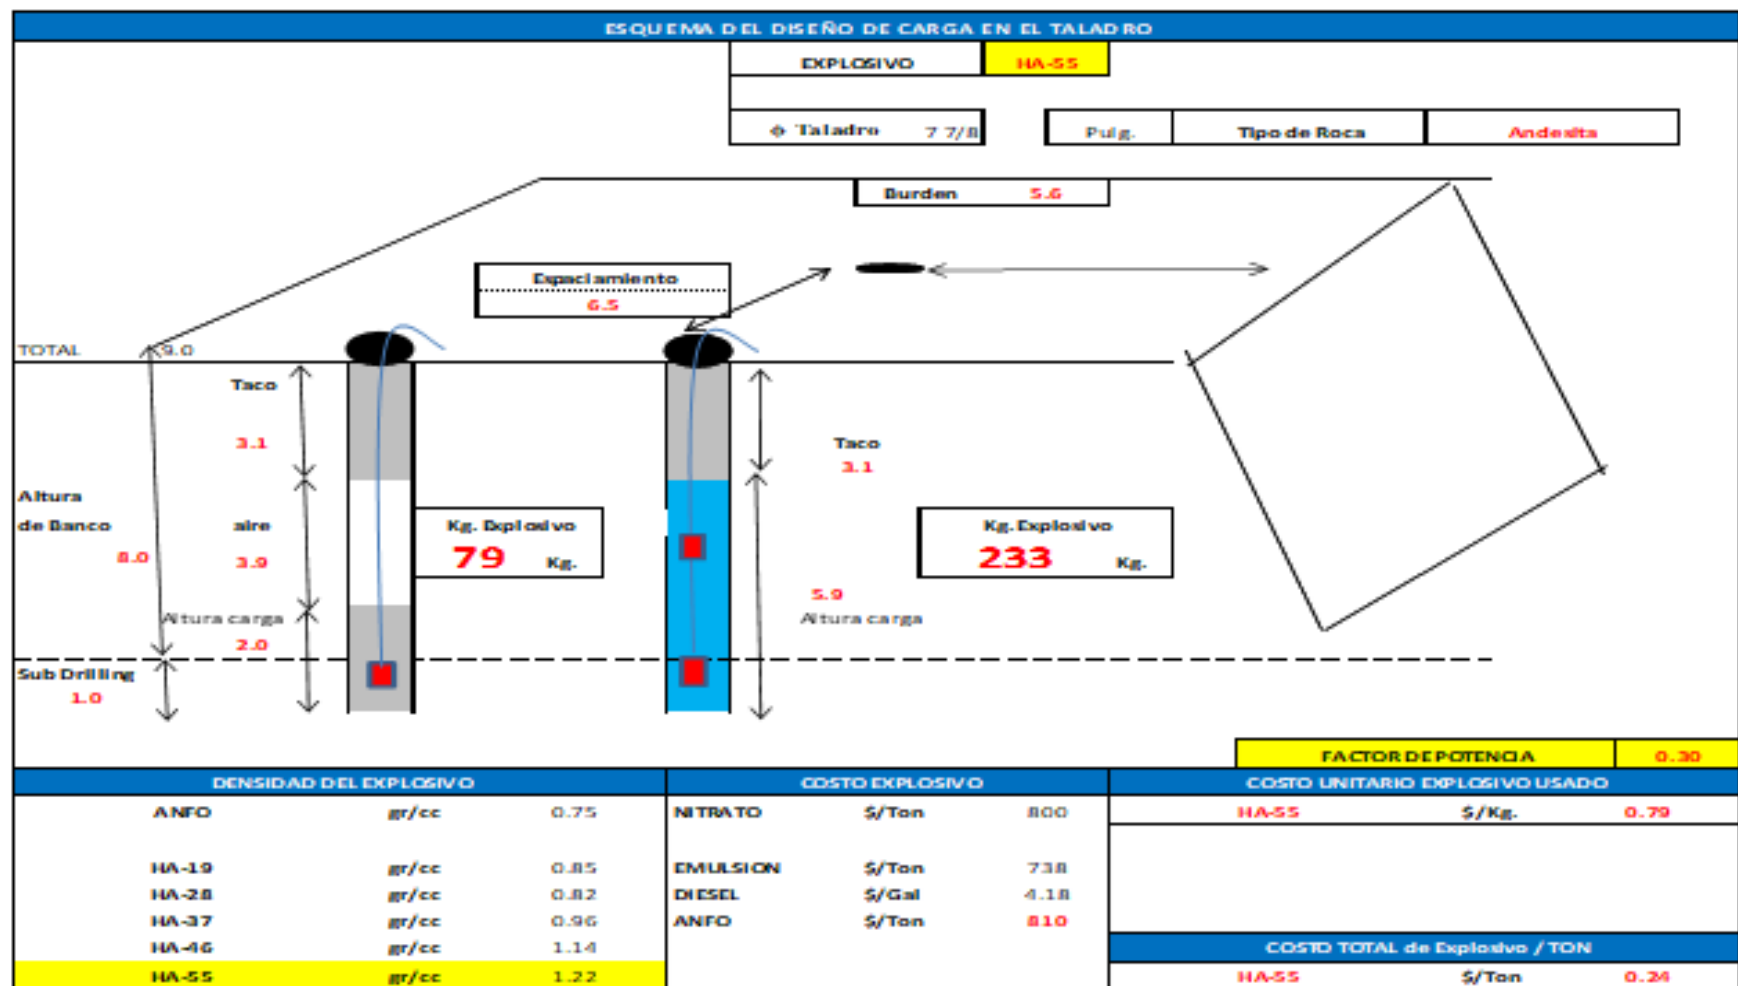 ESQUEMA DEL DISEÑO DE CARGA EN EL TALADRO
EXPLOSIVO HA-55
ϕ Taladro 7 7/8 Pulg. Tipo de Roca Andesita
Burden 5.6
Espaciamiento
6.5
TOTAL 9.0
Taco
3.1
Taco
3.1
Altura
de Banco
8.0
aire
3.9
Kg. Explosivo
79 Kg.
Kg. Explosivo
233 Kg.
5.9
Altura carga
Altura carga
2.0
Sub Drilling
1.0
FACTOR DE POTENCIA 0.30
DENSIDAD DEL EXPLOSIVO COSTO EXPLOSIVO COSTO UNITARIO EXPLOSIVO USADO
ANFO gr/cc 0.75 NITRATO $/Ton 800 HA-55 $/Kg. 0.79
HA-19 gr/cc 0.85 EMULSION $/Ton 738
HA-28 gr/cc 0.82 DIESEL $/Gal 4.18
HA-37 gr/cc 0.96 ANFO $/Ton 810
HA-46 gr/cc 1.14 COSTO TOTAL de Explosivo / TON
HA-55 gr/cc 1.22 HA-55 $/Ton 0.24